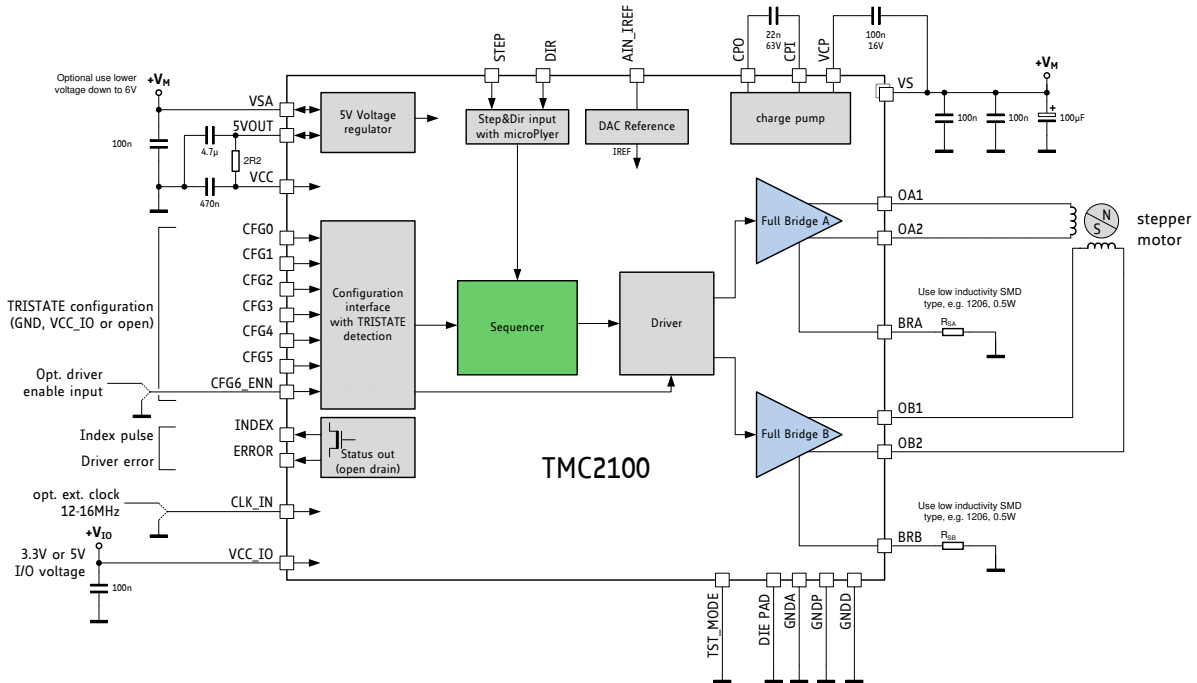 STEP
DIR
AIN_IREF
CPO
22n
63V
CPI
VCP
100n
16V
Optional use lower
voltage down to 6V
+VM
VSA
5VOUT
100n
4.7µ
2R2
VCC
470n
5V Voltage
regulator
Step&Dir input
with microPlyer
DAC Reference
IREF
charge pump
VS
+VM
100n
100n
+
100µF
TRISTATE configuration
(GND, VCC_IO or open)
CFG0
CFG1
CFG2
CFG3
CFG4
CFG5
Opt. driver
enable input
CFG6_ENN
Configuration
interface
with TRISTATE
detection
Sequencer
Driver
Full Bridge A
Full Bridge B
OA1
OA2
N
S
stepper
motor
Use low inductivity SMD
type, e.g. 1206, 0.5W
BRA
RSA
OB1
OB2
Use low inductivity SMD
type, e.g. 1206, 0.5W
BRB
RSB
Index pulse
Driver error
INDEX
ERROR
Status out
(open drain)
TMC2100
opt. ext. clock
12-16MHz
CLK_IN
+VIO
3.3V or 5V
I/O voltage
VCC_IO
100n
TST_MODE
DIE PAD
GNDA
GNDP
GNDD